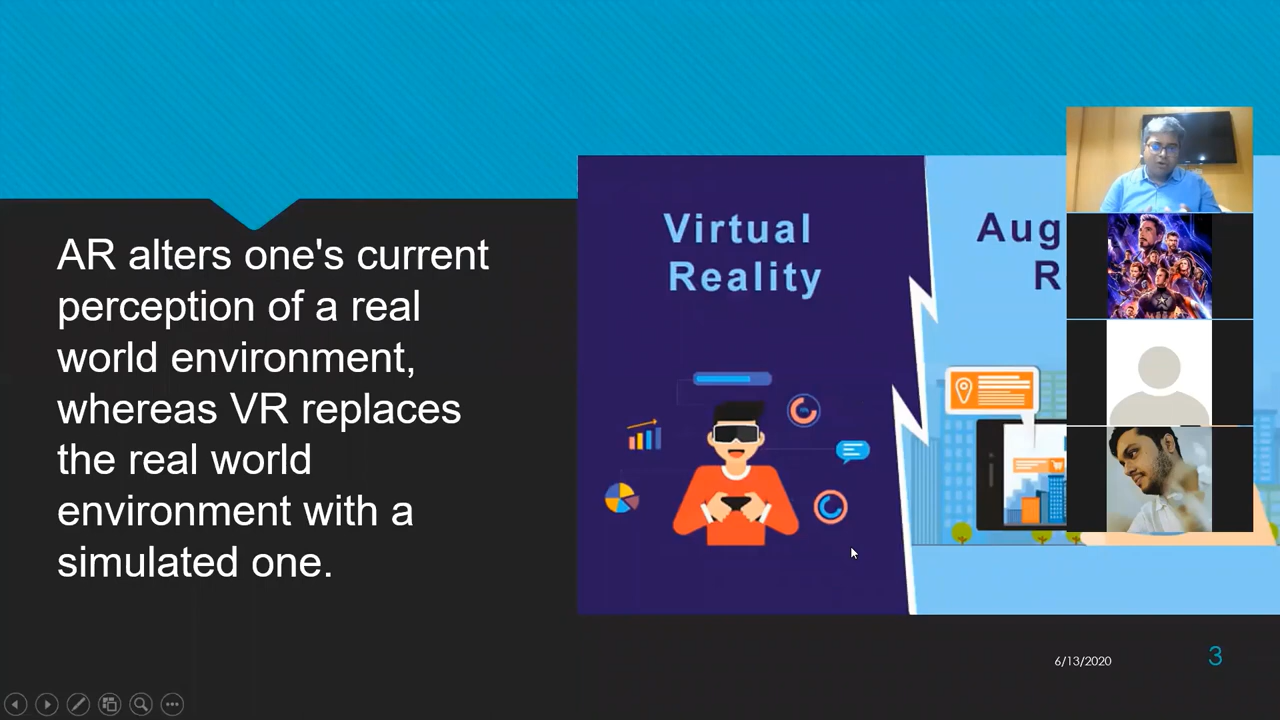 AR alters one's current
perception of a real
world environment,
whereas VR replaces
the real world
environment with a
simulated one.
Virtual
Reality
Aug
R
6/13/2020
3